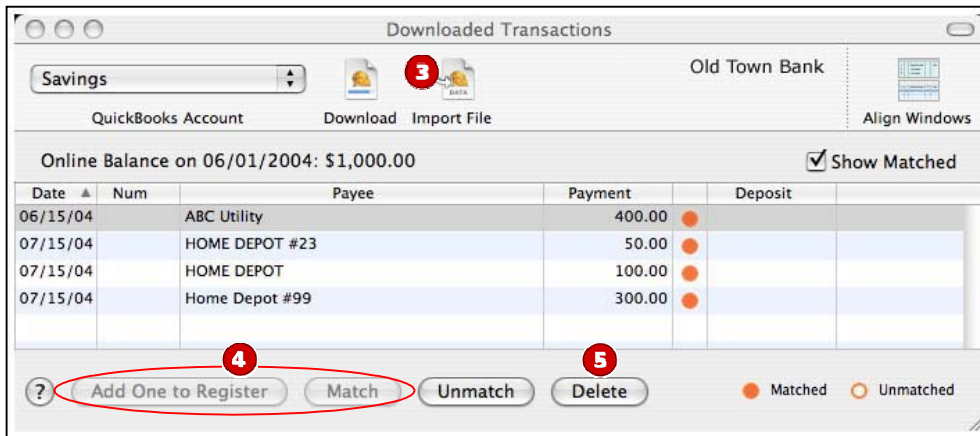 Downloaded Transactions
Savings
3
DATA
Old Town Bank
QuickBooks Account Download Import File Align Windows
Online Balance on 06/01/2004: $1,000.00 Show Matched
Date Num Payee Payment Deposit
06/15/04 ABC Utility 400.00
07/15/04 HOME DEPOT #23 50.00
07/15/04 HOME DEPOT 100.00
07/15/04 Home Depot #99 300.00
4 5
? Add One to Register Match Unmatch Delete Matched Unmatched